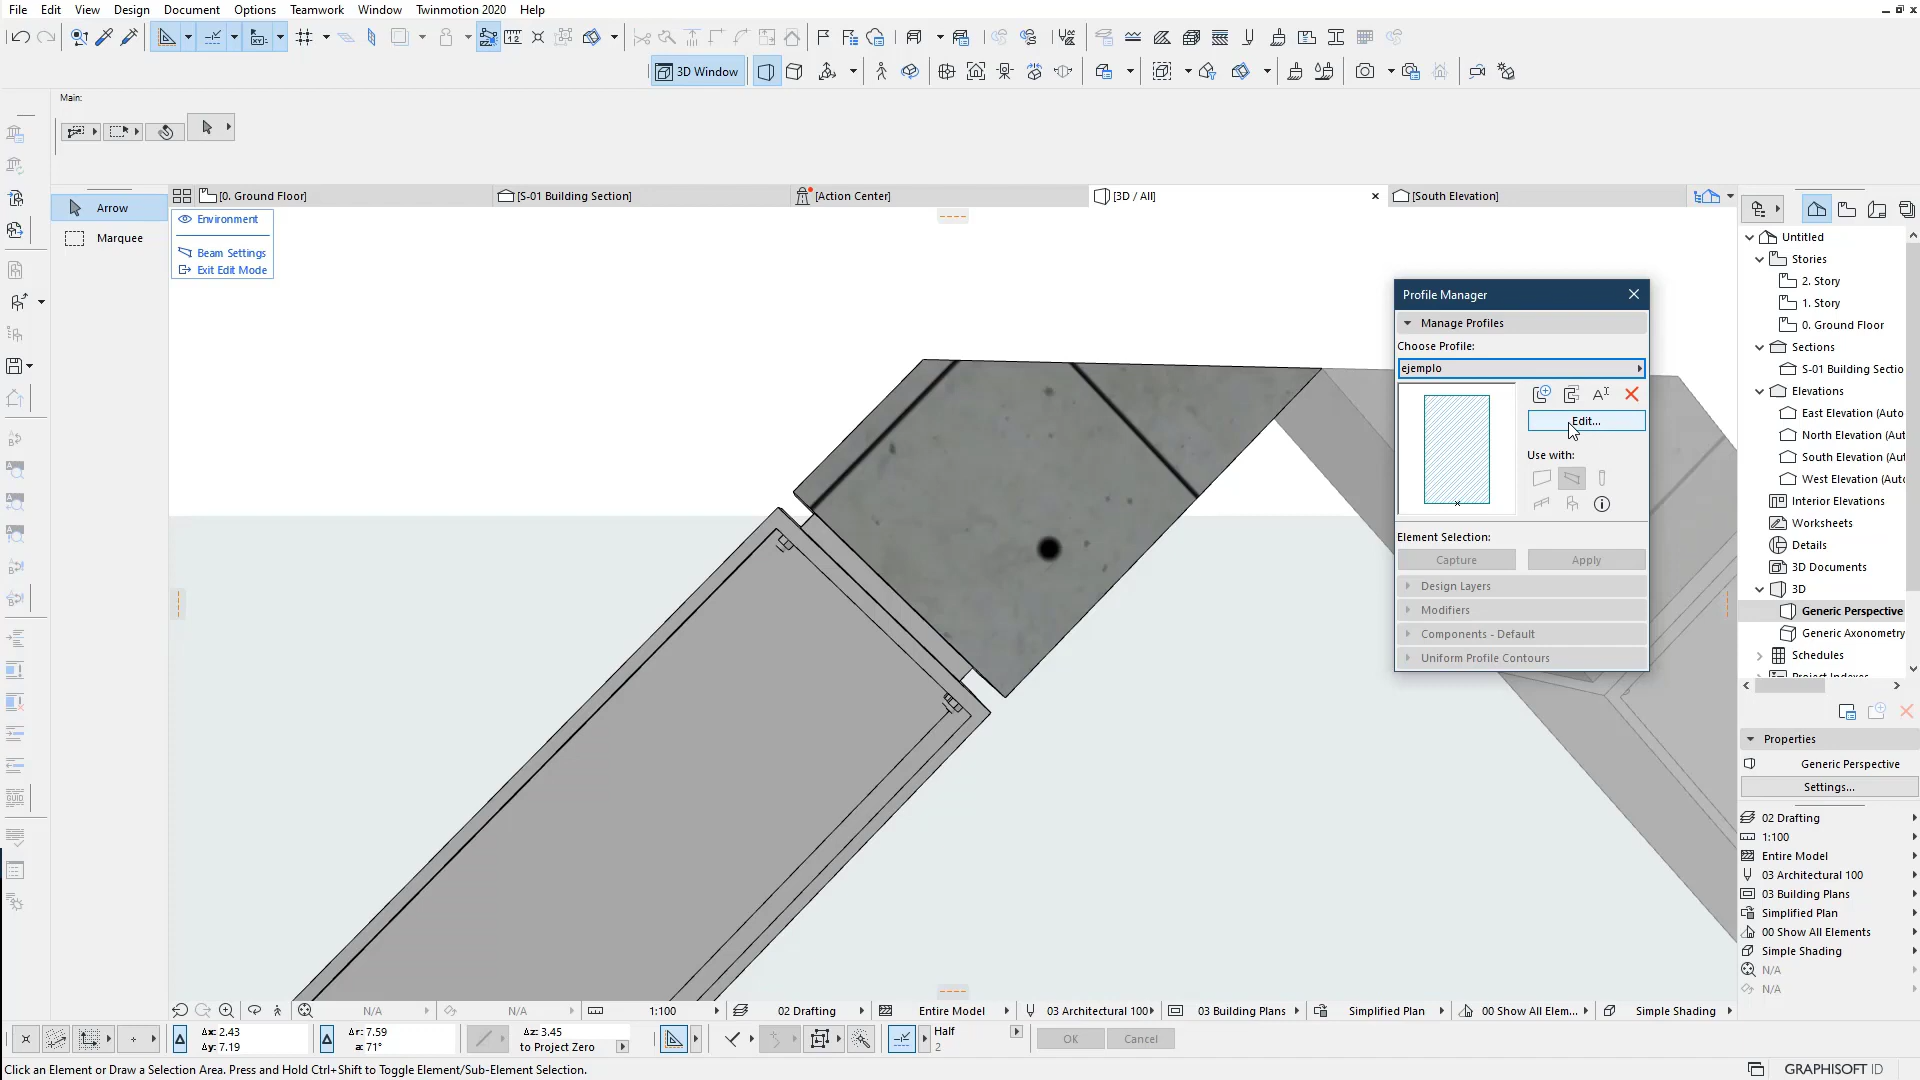 File Edit View Design Document Options Teamwork Window Twinmotion 2020 Help
3D Window
Main:
[0. Ground Floor] [S-01 Building Section] [Action Center] [3D / All] [South Elevation]
Arrow
Marquee
Environment
Beam Settings
Exit Edit Mode
Profile Manager
Manage Profiles
Choose Profile:
ejemplo
Edit...
Use with:
Element Selection:
Capture Apply
Design Layers
Modifiers
Components - Default
Uniform Profile Contours
Untitled
Stories
2. Story
1. Story
0. Ground Floor
Sections
S-01 Building Sectio
Elevations
East Elevation (Auto
North Elevation (Aut
South Elevation (Aut
West Elevation (Auto
Interior Elevations
Worksheets
Details
3D Documents
3D
Generic Perspective
Generic Axonometry
Schedules
Project Indexes
Properties
Generic Perspective
Settings...
02 Drafting
1:100
Entire Model
03 Architectural 100
03 Building Plans
Simplified Plan
00 Show All Elements
Simple Shading
N/A
N/A
N/A N/A 1:100 02 Drafting Entire Model 03 Architectural 100 03 Building Plans Simplified Plan 00 Show All Elem... Simple Shading
Δx: 2.43 Δr: 7.59 Δz: 3.45 Half
Δy: 7.19 a: 71° to Project Zero 2
OK Cancel
Click an Element or Draw a Selection Area. Press and Hold Ctrl+Shift to Toggle Element/Sub-Element Selection.
GRAPHISOFT ID